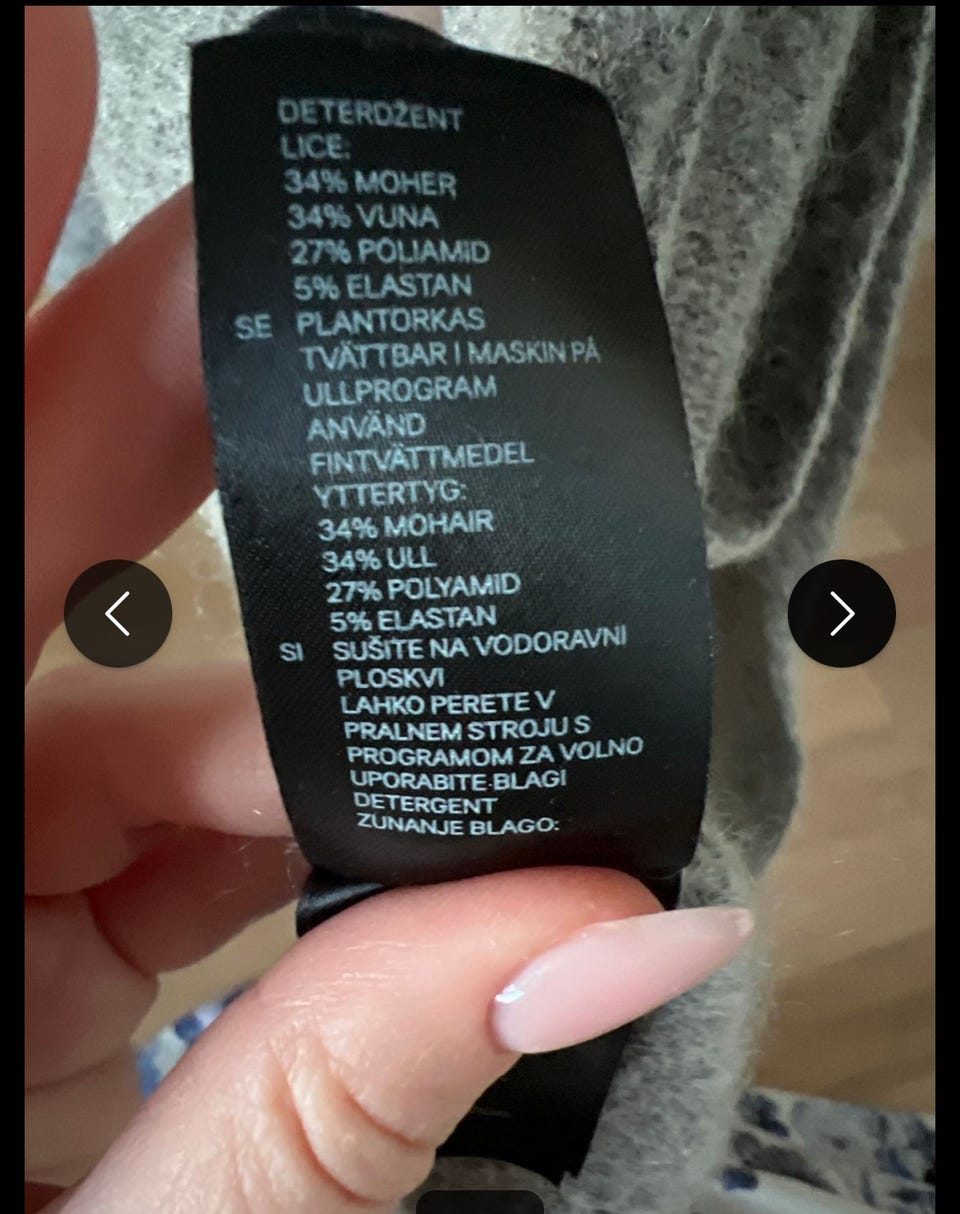 DETERDŽENT
LICE:
34% MOHER
34% VUNA
27% POLIAMID
5% ELASTAN
SE PLANTORKAS
TVÄTTBAR I MASKIN PÅ
ULLPROGRAM
ANVÄND
FINTVÄTTMEDEL
YTTERTYG:
34% MOHAIR
34% ULL
27% POLYAMID
5% ELASTAN
SI SUŠITE NA VODORAVNI
PLOSKVI
LAHKO PERETE V
PRALNEM STROJU S
PROGRAMOM ZA VOLNO
UPORABITE BLAGI
DETERGENT
ZUNANJE BLAGO: